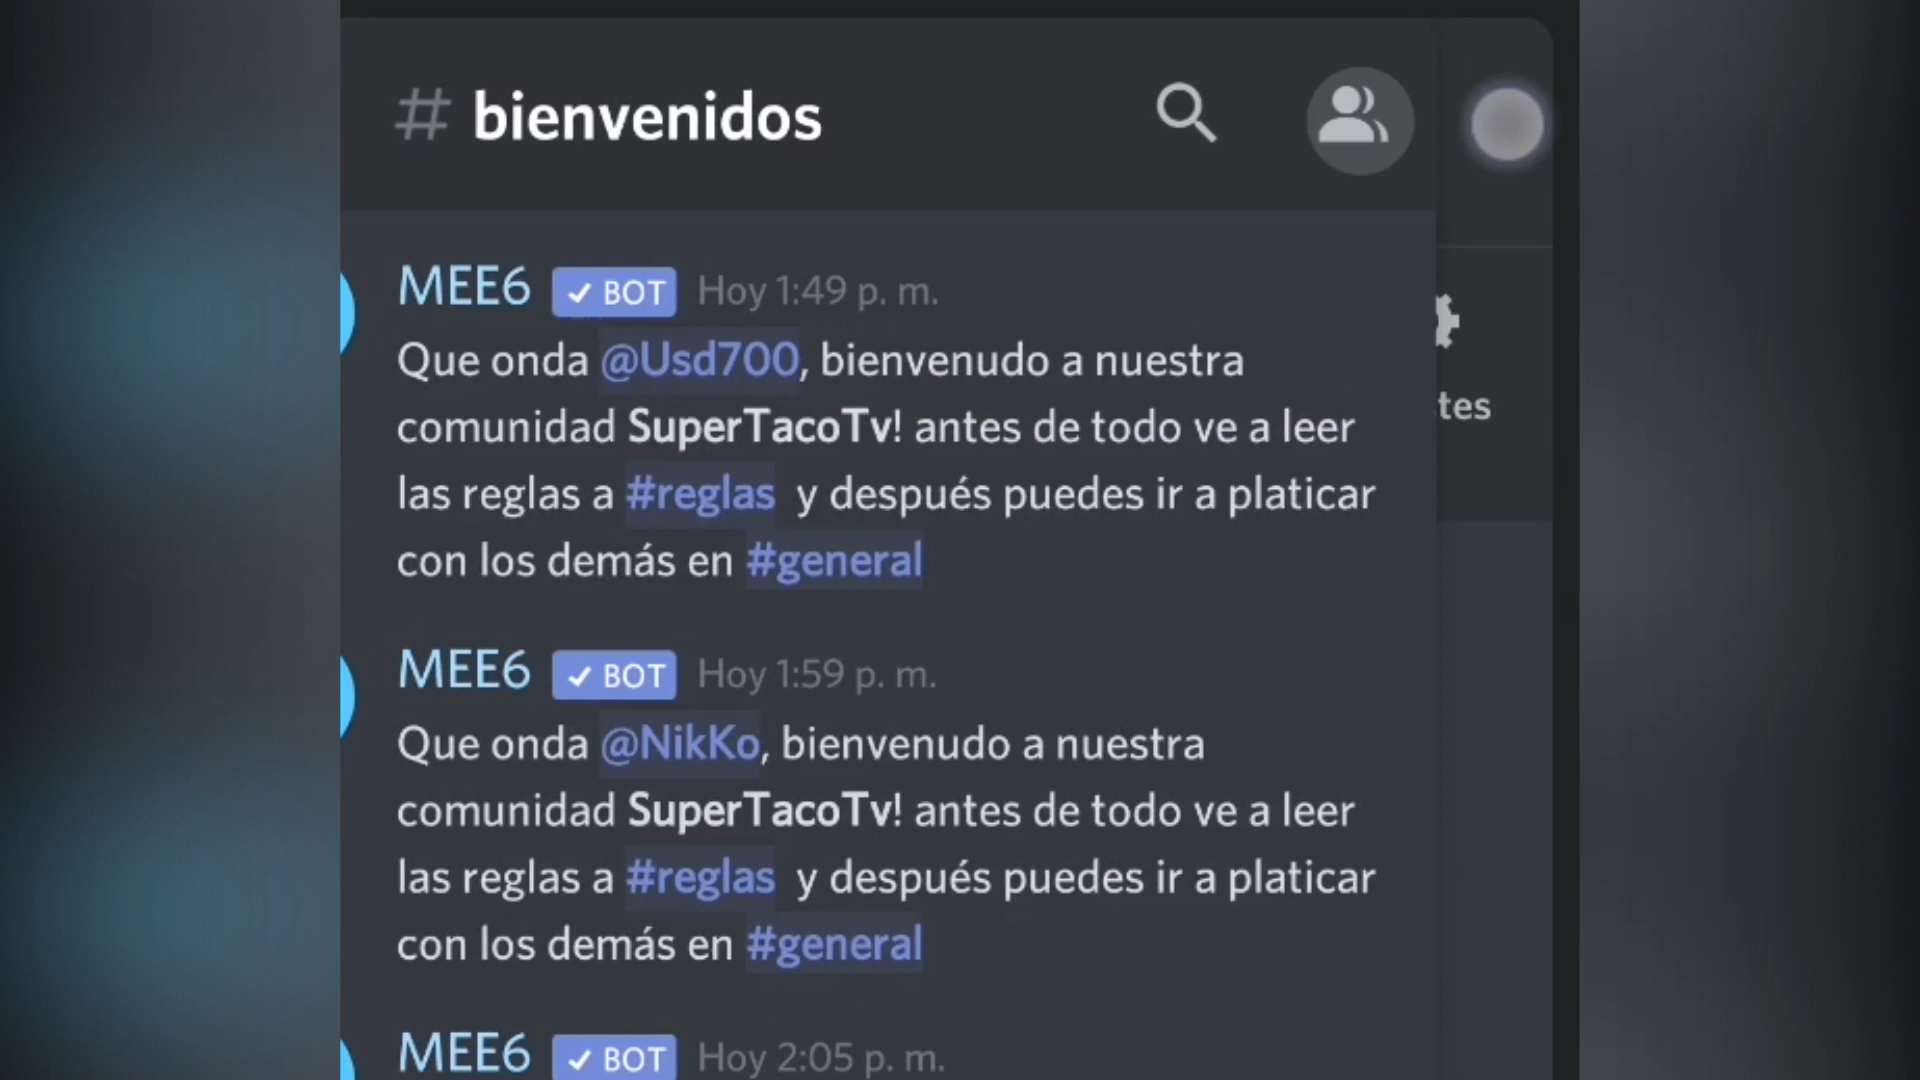 # bienvenidos
MEE6 ✓ BOT Hoy 1:49 p. m.
Que onda @Usd700, bienvenudo a nuestra
comunidad SuperTacoTv! antes de todo ve a leer
las reglas a #reglas y después puedes ir a platicar
con los demás en #general
tes
MEE6 ✓ BOT Hoy 1:59 p. m.
Que onda @NikKo, bienvenudo a nuestra
comunidad SuperTacoTv! antes de todo ve a leer
las reglas a #reglas y después puedes ir a platicar
con los demás en #general
MEE6 ✓ BOT Hoy 2:05 p. m.